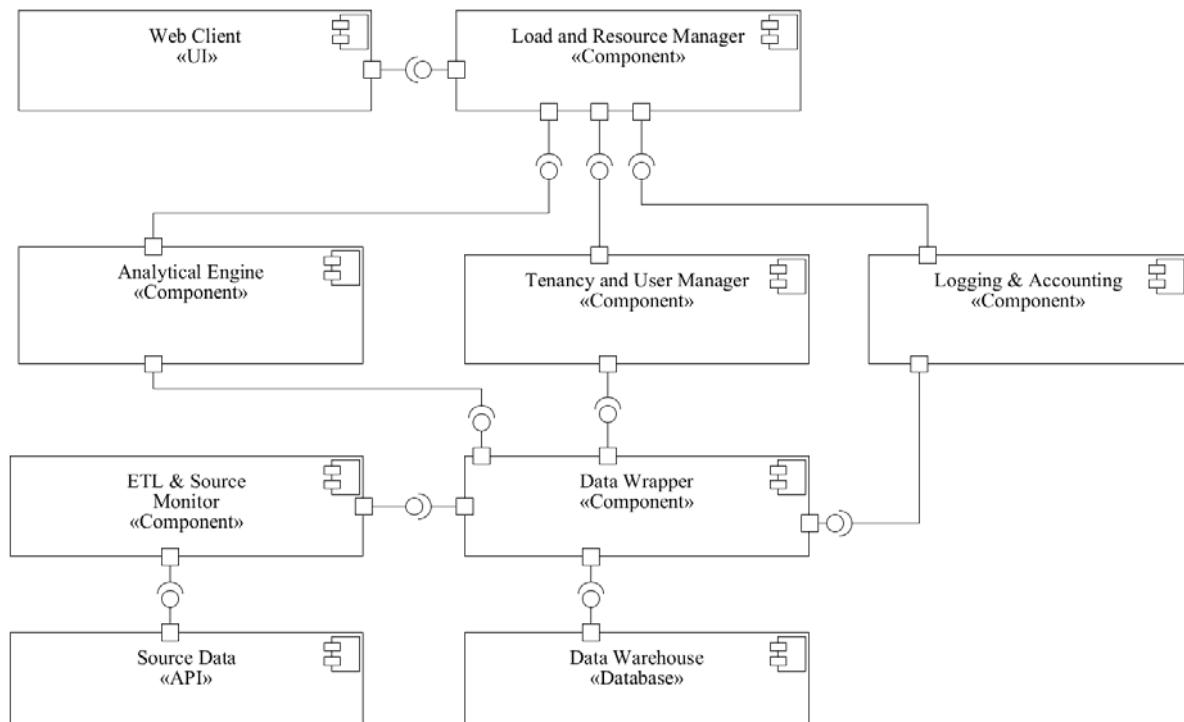 Web Client
«UI»
Load and Resource Manager
«Component»
Analytical Engine
«Component»
Tenancy and User Manager
«Component»
Logging & Accounting
«Component»
ETL & Source
Monitor
«Component»
Data Wrapper
«Component»
Source Data
«API»
Data Warehouse
«Database»